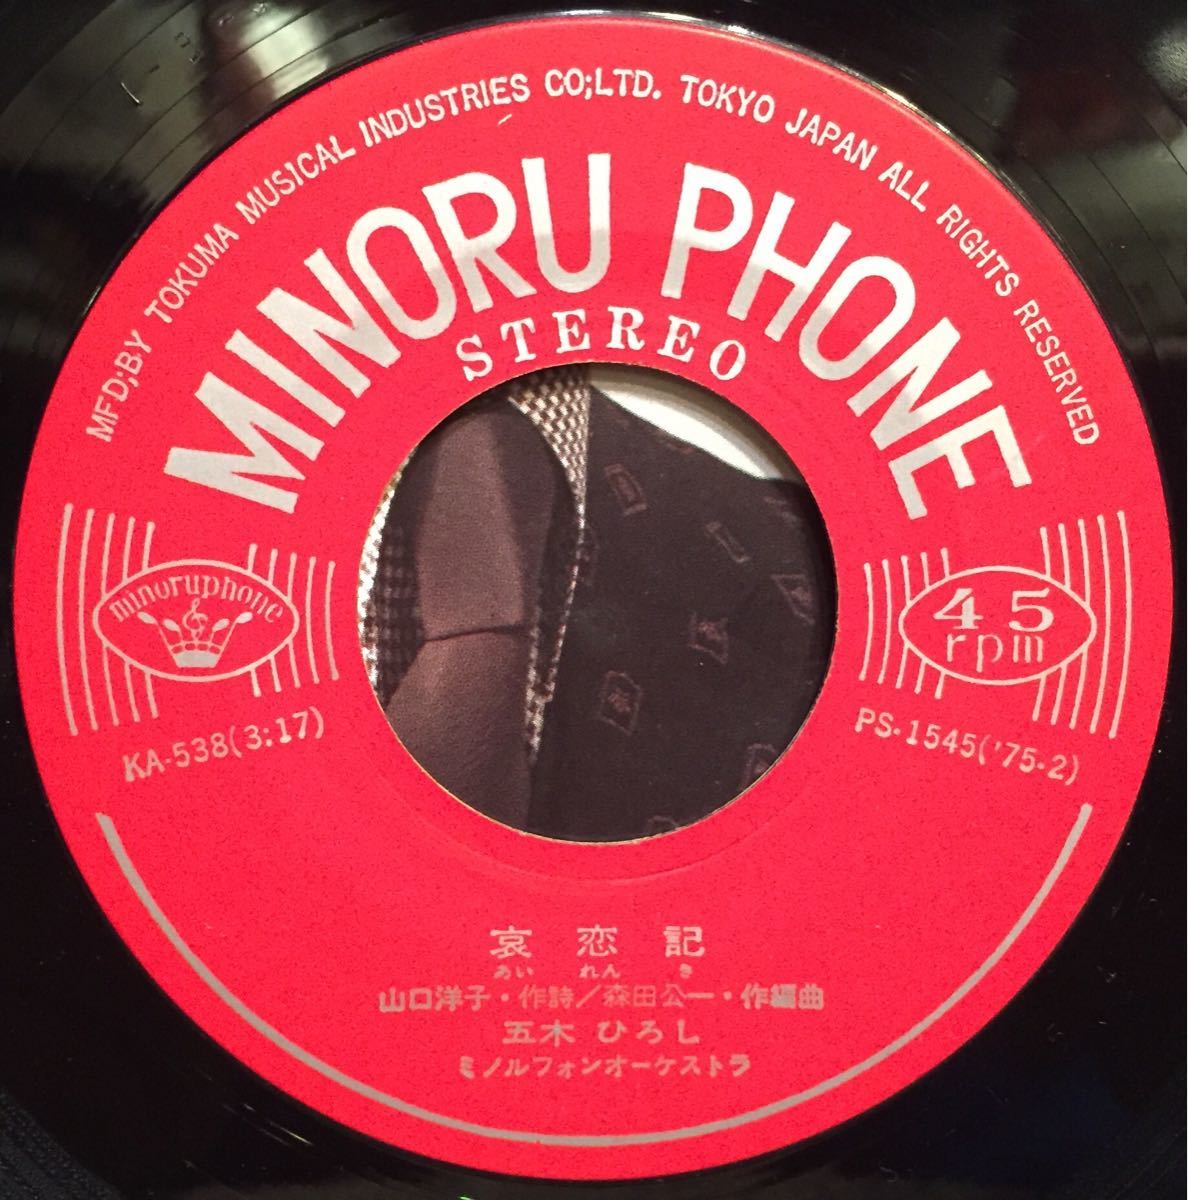 MFD;BY TOKUMA MUSICAL INDUSTRIES CO;LTD. TOKYO JAPAN ALL RIGHTS RESERVED
MINORU PHONE
STEREO
minoruphone
45
rpm
KA-538(3:17)
PS-1545('75-2)
哀恋記
あい れん き
山口洋子・作詩/森田公一・作編曲
五木 ひろし
ミノルフォンオーケストラ